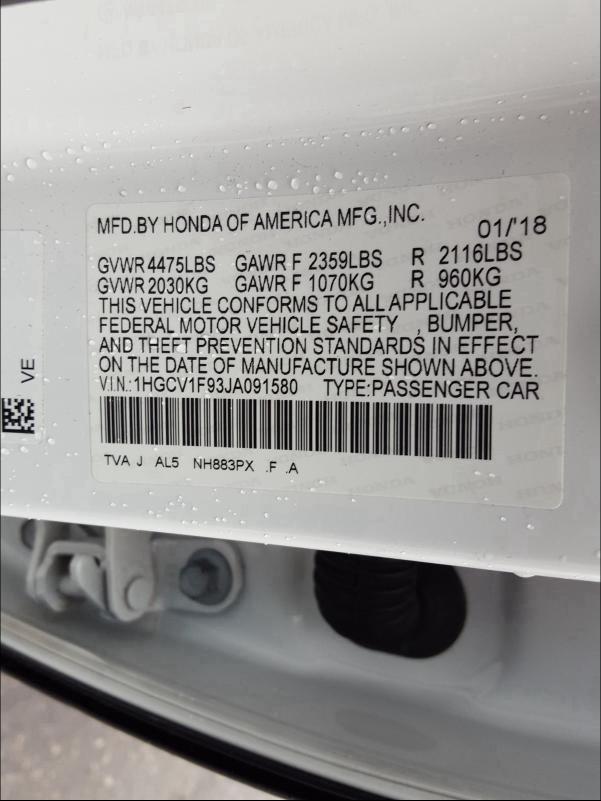 MFD.BY HONDA OF AMERICA MFG.,INC. 01/'18
GVWR 4475LBS GAWR F 2359LBS R 2116LBS
GVWR 2030KG GAWR F 1070KG R 960KG
THIS VEHICLE CONFORMS TO ALL APPLICABLE
FEDERAL MOTOR VEHICLE SAFETY , BUMPER,
AND THEFT PREVENTION STANDARDS IN EFFECT
ON THE DATE OF MANUFACTURE SHOWN ABOVE.
V.I.N.:1HGCV1F93JA091580 TYPE:PASSENGER CAR
TVA J AL5 NH883PX .F .A
VE